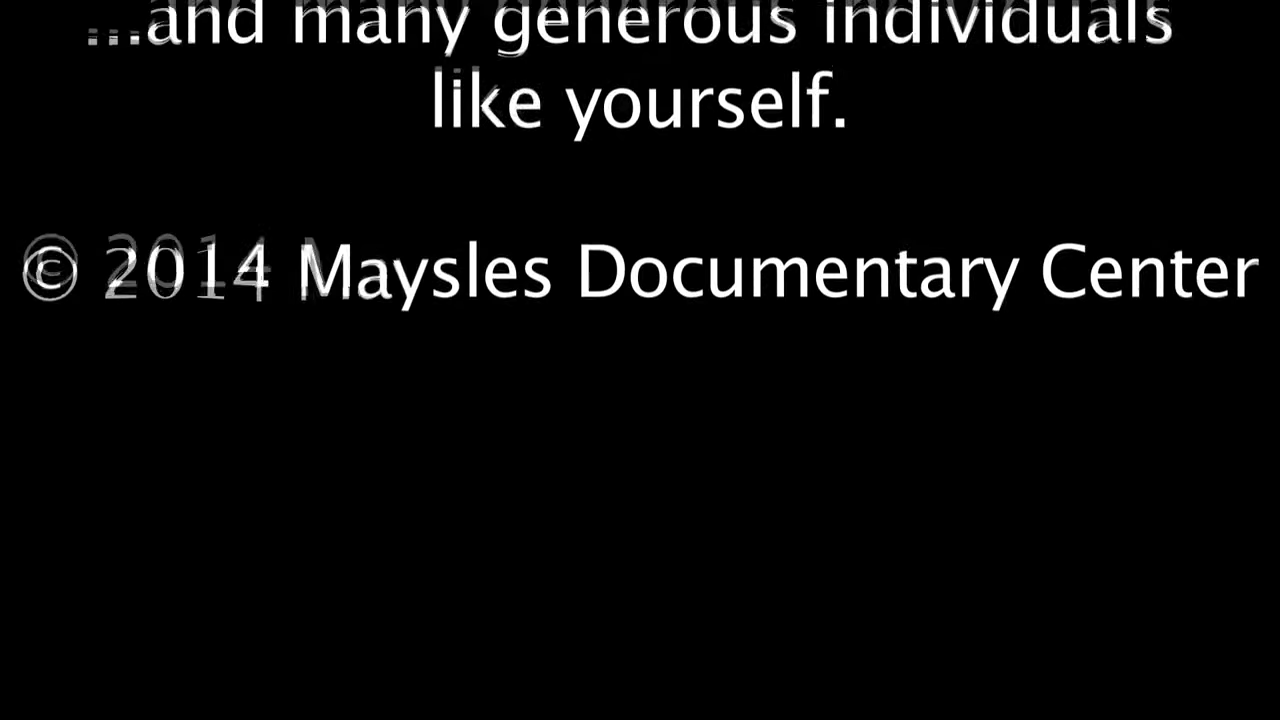 ...and many generous individuals
like yourself.
© 2014 Maysles Documentary Center